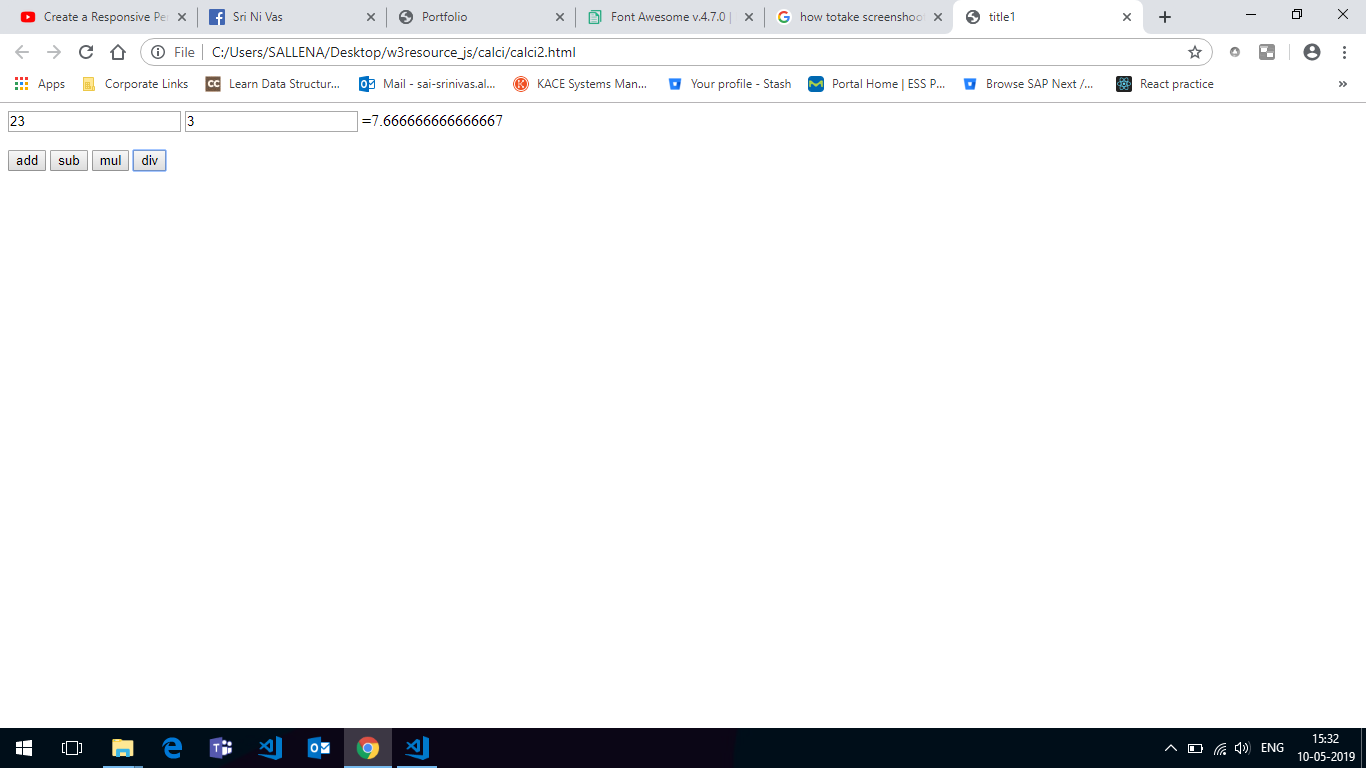 Create a Responsive Pe
Sri Ni Vas
Portfolio
Font Awesome v.4.7.0 |
how totake screenshoo
title1
File C:/Users/SALLENA/Desktop/w3resource_js/calci/calci2.html
Apps Corporate Links CC Learn Data Structur... Mail - sai-srinivas.al... KACE Systems Man... Your profile - Stash Portal Home | ESS P... Browse SAP Next /... React practice »
23 3 =7.666666666666667
add sub mul div
ENG
15:32
10-05-2019